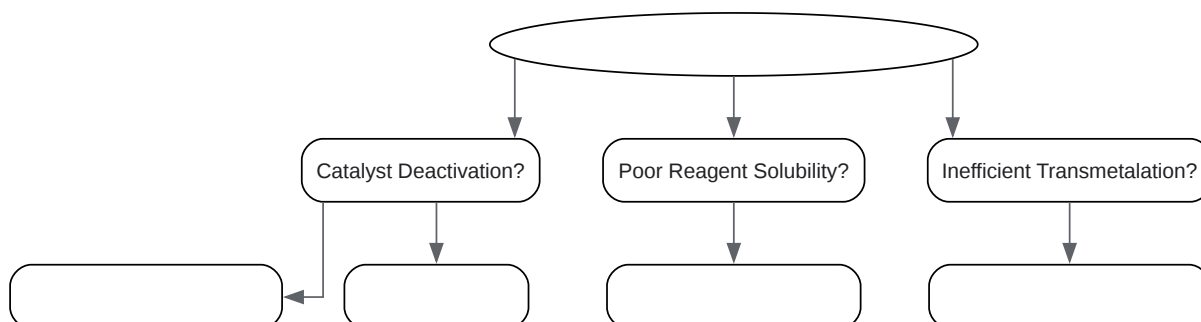 Catalyst Deactivation?
Poor Reagent Solubility?
Inefficient Transmetalation?